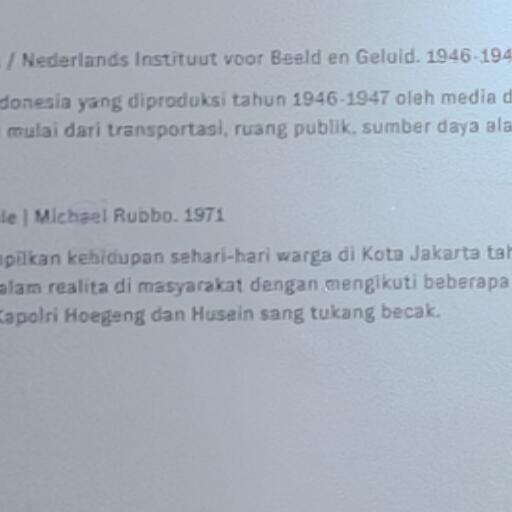 / Nederlands Instituut voor Beeld en Geluid. 1946-194
donesia yang diproduksi tahun 1946-1947 oleh media d
mulai dari transportasi, ruang publik, sumber daya ala
le | Michael Rubbo. 1971
pilkan kehidupan sehari-hari warga di Kota Jakarta tah
alam realita di masyarakat dengan mengikuti beberapa
Kapolri Hoegeng dan Husein sang tukang becak.